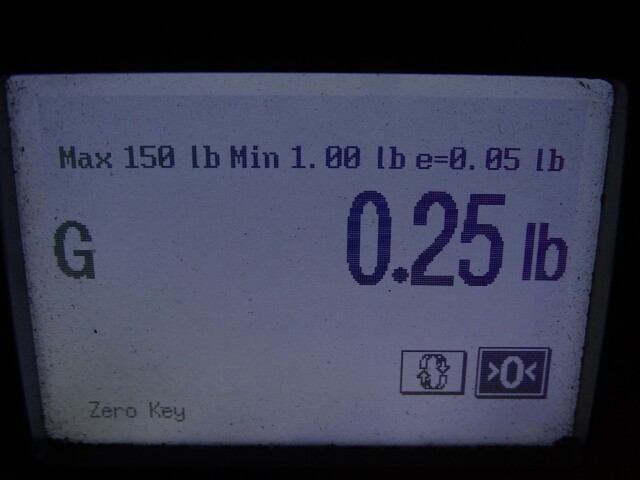 Max 150 lb Min 1.00 lb e=0.05 lb
G 0.25 lb
>0<
Zero Key